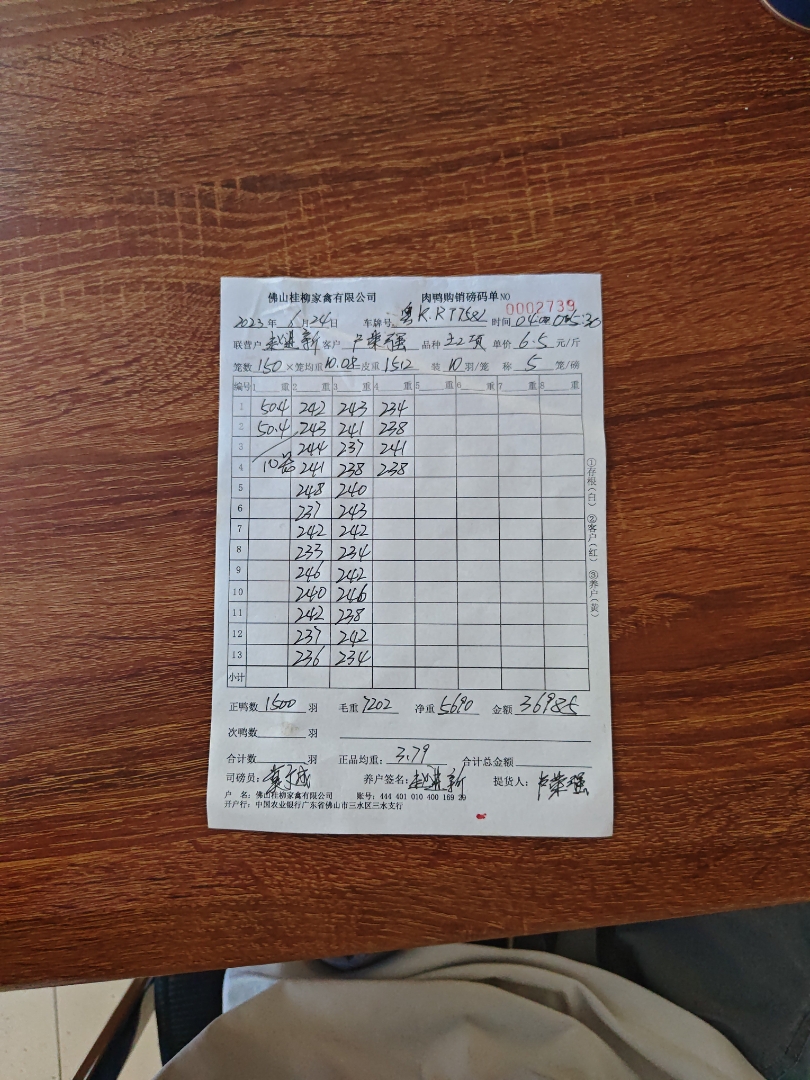 佛山桂柳家禽有限公司 肉鸭购销磅码单 NO 0002739
2023年 6月 24日 车牌号 粤K.RT758 时间 04:00 05:30
联营户 赵进新 客户 卢荣强 品种 土2项 单价 6.5 元/斤
笼数 150 ×笼均重 10.08 =皮重 1512 装 10 羽/笼 称 5 笼/磅
编号 1 重 2 重 3 重 4 重 5 重 6 重 7 重 8 重
1 50.4 242 243 234
2 50.4 243 241 238
3 244 237 241
4 10 241 238 238
5 248 240
6 237 243
7 242 242
8 233 234
9 246 242
10 240 246
11 242 238
12 237 242
13 236 234
小计
正鸭数 1500 羽 毛重 7202 净重 5690 金额 36985
次鸭数 羽
合计数 羽 正品均重: 3.79 合计总金额
司磅员: 养户签名: 赵进新 提货人: 卢荣强
户 名: 佛山桂柳家禽有限公司 账号: 444 401 010 400 169 29
开户行: 中国农业银行广东省佛山市三水区三水支行
①存根(白) ②客户(红) ③养户(黄)